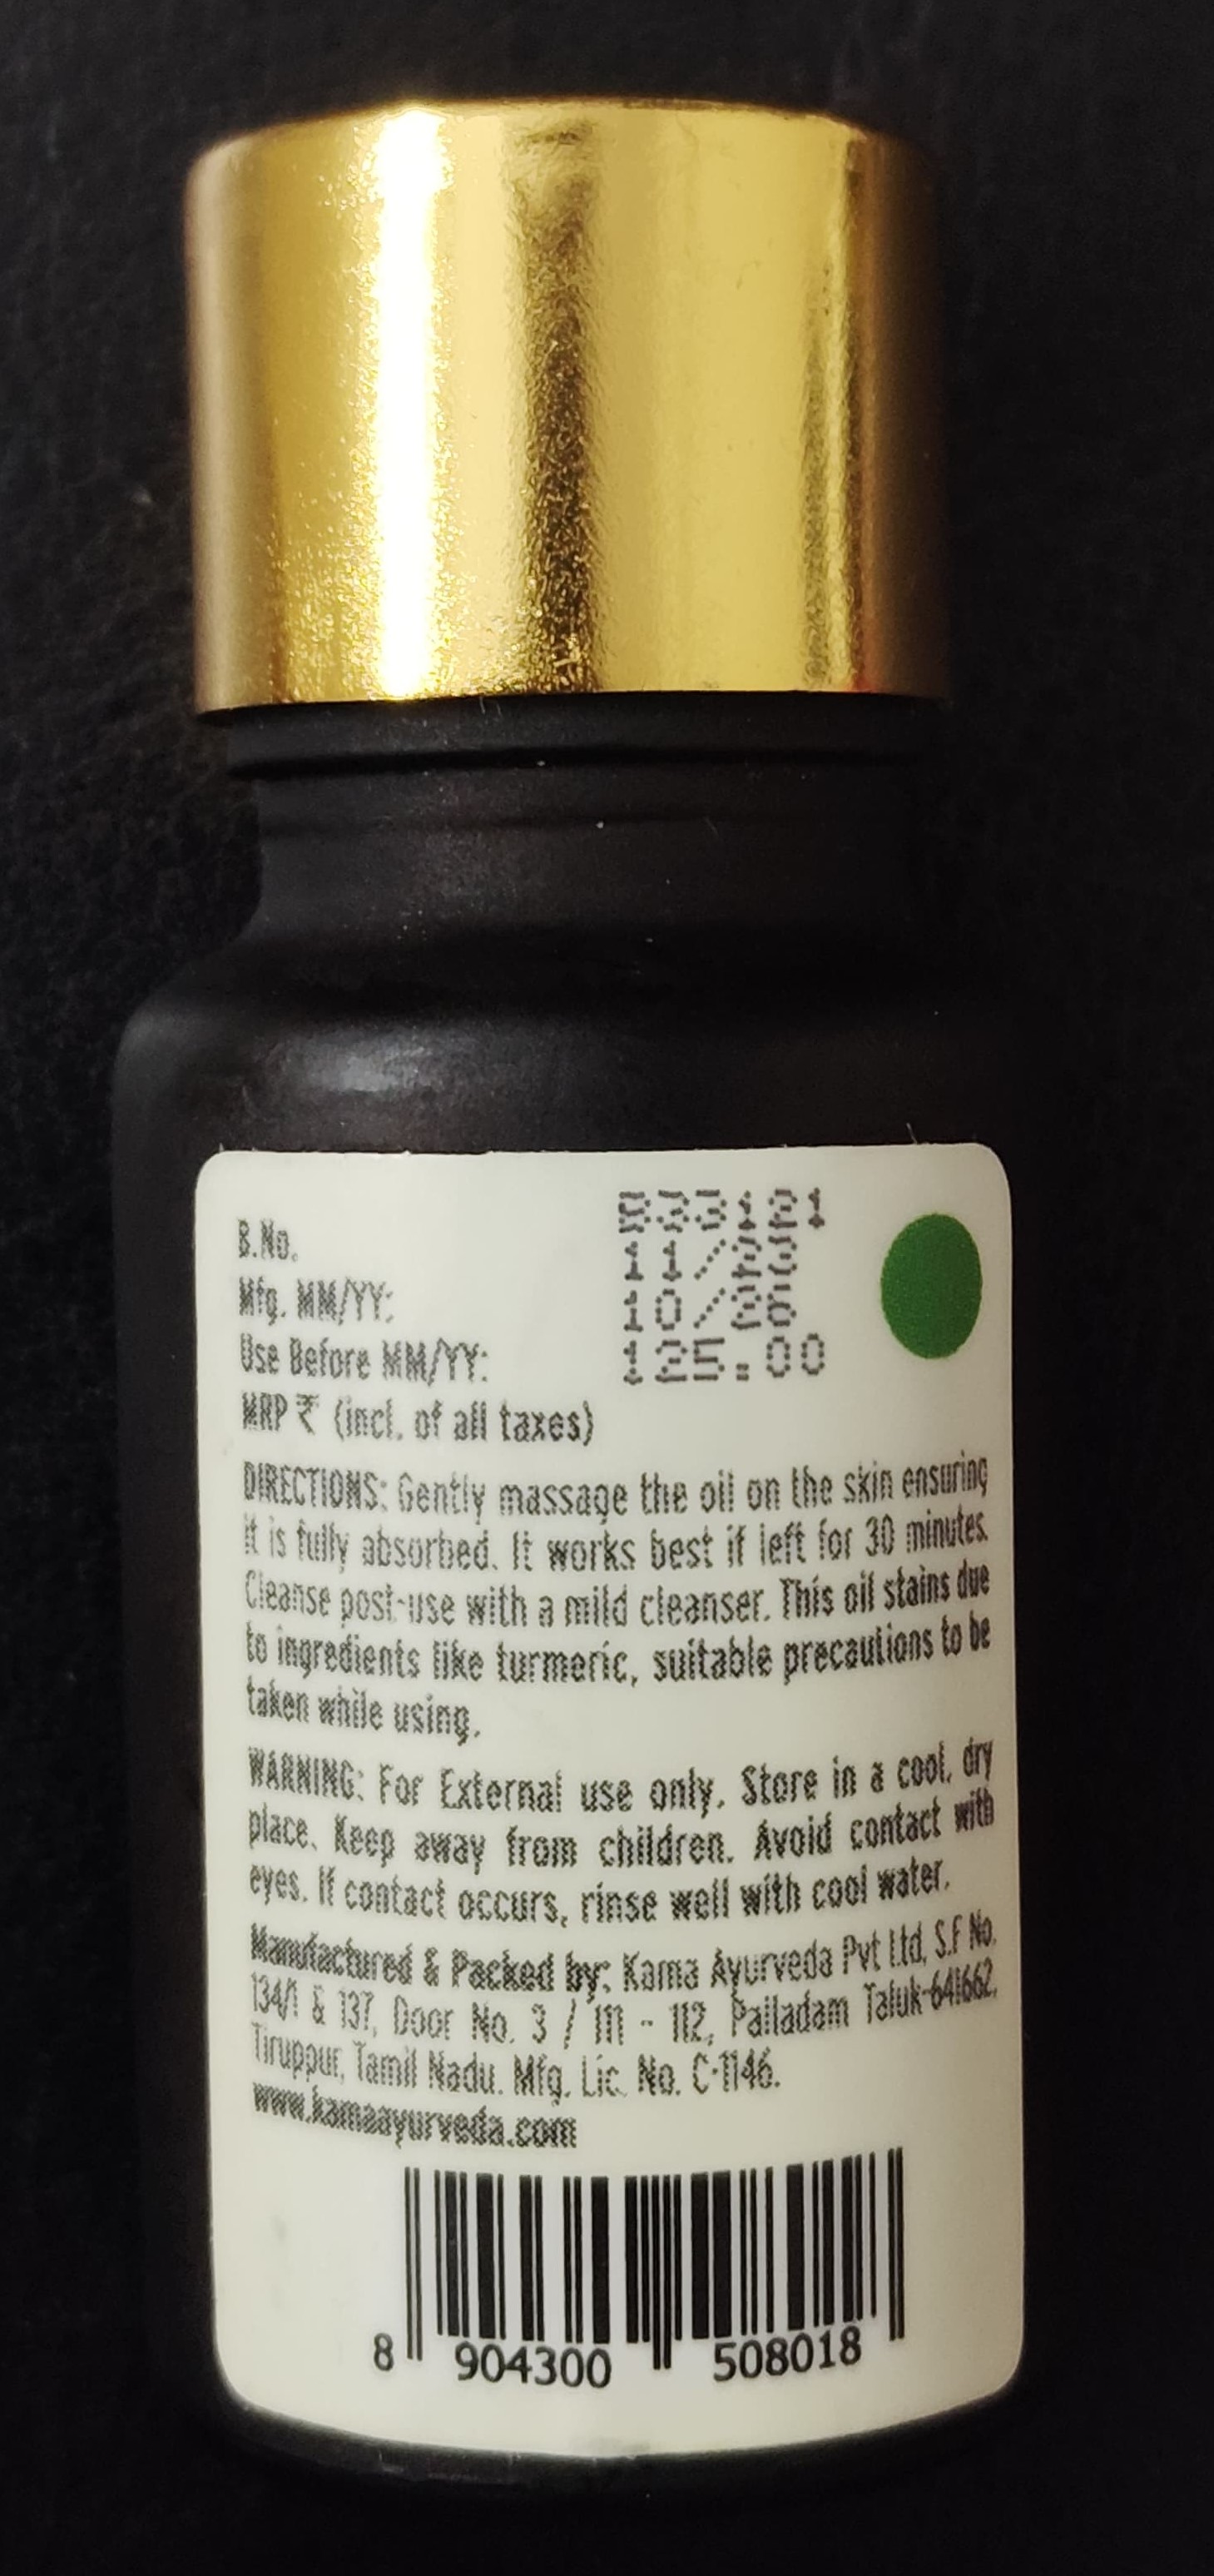 B.No.
Mfg. MM/YY:
Use Before MM/YY:
MRP ₹ (incl. of all taxes)
11/23
10/26
125.00
DIRECTIONS: Gently massage the oil on the skin ensuring
it is fully absorbed. It works best if left for 30 minutes.
Cleanse post-use with a mild cleanser. This oil stains due
to ingredients like turmeric, suitable precautions to be
taken while using.
WARNING: For External use only. Store in a cool, dry
place. Keep away from children. Avoid contact with
eyes. If contact occurs, rinse well with cool water.
Manufactured & Packed by: Kama Ayurveda Pvt Ltd, S.F No.
134/1 & 137, Door No. 3 / 111 - 112, Palladam Taluk-641662,
Tiruppur, Tamil Nadu. Mfg. Lic. No. C-1146.
www.kamaayurveda.com
8 904300 508018